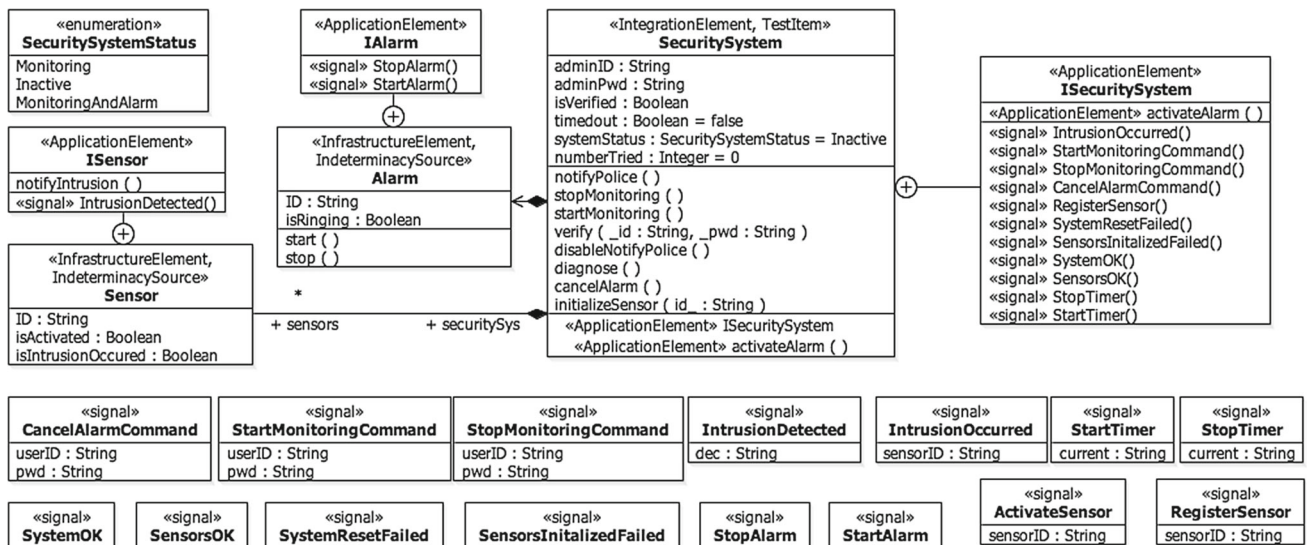 «enumeration»
SecuritySystemStatus
Monitoring
Inactive
MonitoringAndAlarm
«ApplicationElement»
IAlarm
«signal» StopAlarm()
«signal» StartAlarm()
«IntegrationElement, TestItem»
SecuritySystem
adminID : String
adminPwd : String
isVerified : Boolean
timedout : Boolean = false
systemStatus : SecuritySystemStatus = Inactive
numberTried : Integer = 0
notifyPolice ( )
stopMonitoring ( )
startMonitoring ( )
verify ( _id : String, _pwd : String )
disableNotifyPolice ( )
diagnose ( )
cancelAlarm ( )
initializeSensor ( id_ : String )
«ApplicationElement» ISecuritySystem
«ApplicationElement» activateAlarm ( )
«ApplicationElement»
ISecuritySystem
«ApplicationElement» activateAlarm ( )
«signal» IntrusionOccurred()
«signal» StartMonitoringCommand()
«signal» StopMonitoringCommand()
«signal» CancelAlarmCommand()
«signal» RegisterSensor()
«signal» SystemResetFailed()
«signal» SensorsInitalizedFailed()
«signal» SystemOK()
«signal» SensorsOK()
«signal» StopTimer()
«signal» StartTimer()
«ApplicationElement»
ISensor
notifyIntrusion ( )
«signal» IntrusionDetected()
«InfrastructureElement,
IndeterminacySource»
Alarm
ID : String
isRinging : Boolean
start ( )
stop ( )
«InfrastructureElement,
IndeterminacySource»
Sensor
ID : String
isActivated : Boolean
isIntrusionOccured : Boolean
*
+ sensors
+ securitySys
«signal»
CancelAlarmCommand
userID : String
pwd : String
«signal»
StartMonitoringCommand
userID : String
pwd : String
«signal»
StopMonitoringCommand
userID : String
pwd : String
«signal»
IntrusionDetected
dec : String
«signal»
IntrusionOccurred
sensorID : String
«signal»
StartTimer
current : String
«signal»
StopTimer
current : String
«signal»
SystemOK
«signal»
SensorsOK
«signal»
SystemResetFailed
«signal»
SensorsInitalizedFailed
«signal»
StopAlarm
«signal»
StartAlarm
«signal»
ActivateSensor
sensorID : String
«signal»
RegisterSensor
sensorID : String